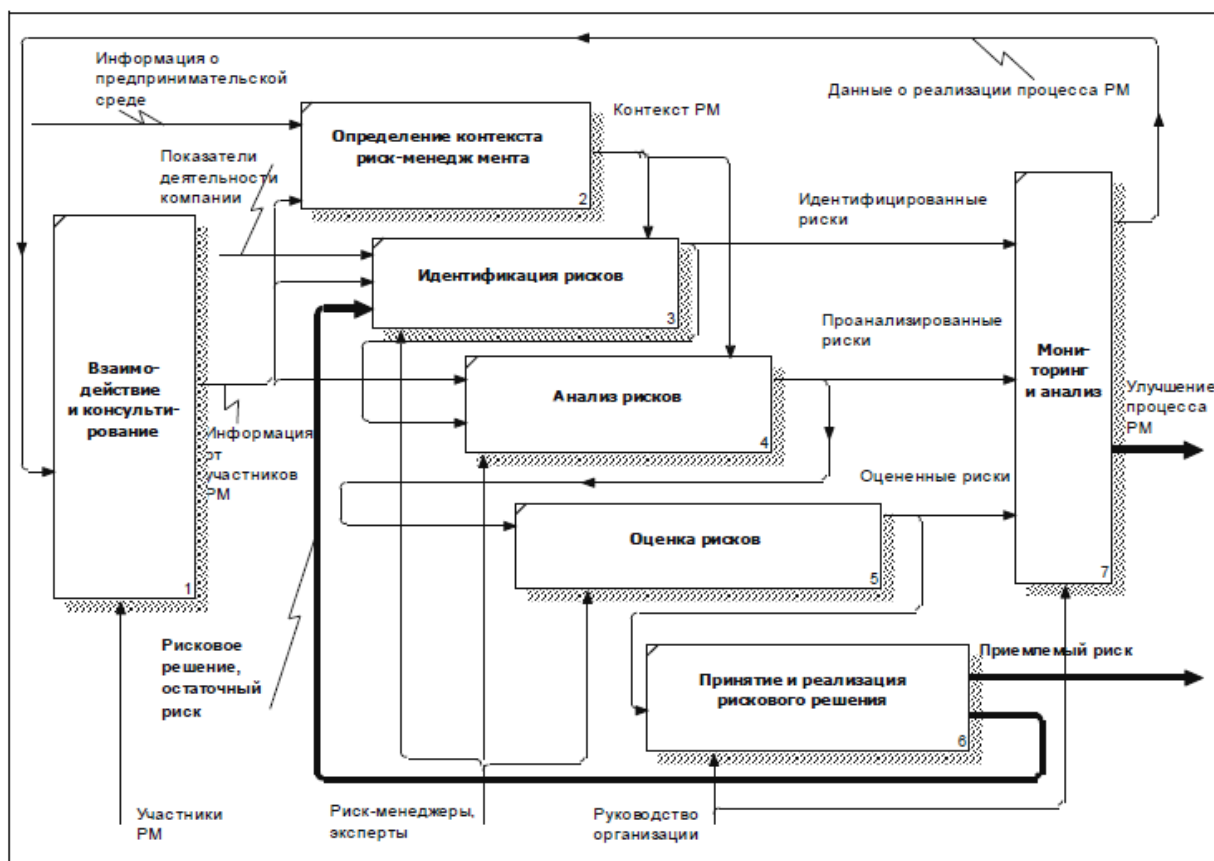 Информация о
предпринимательской
среде
Данные о реализации процесса РМ
Контекст РМ
Определение контекста
риск-менедж мента
2
Показатели
деятельности
компании
Идентифицированные
риски
Идентификация рисков
3
Проанализированные
риски
Взаимо-
действие
и консульти-
рование
1
Мони-
торинг
и анализ
7
Анализ рисков
4
Улучшение
процесса
РМ
Информация
от
участников
РМ
Оцененные риски
Оценка рисков
5
Рисковое
решение,
остаточный
риск
Приемлемый риск
Принятие и реализация
рискового решения
6
Участники
РМ
Риск-менеджеры,
эксперты
Руководство
организации